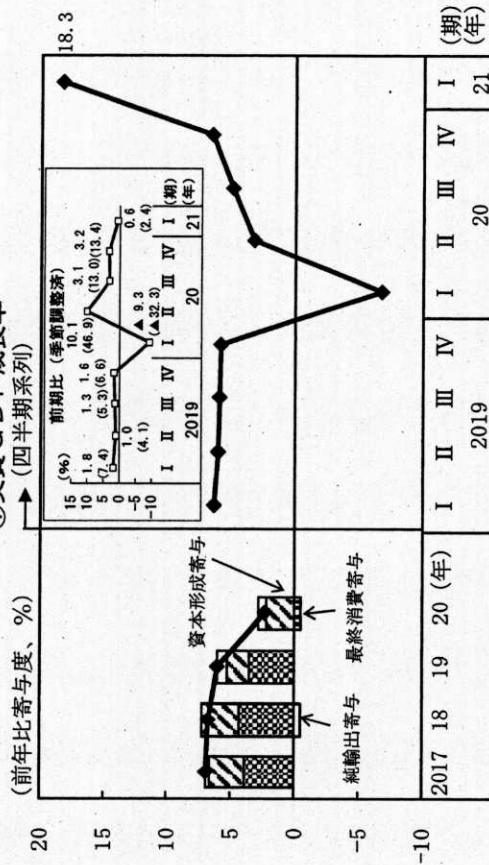 (前年比寄与度、%)
(四半期系列)
20
15
10
5
0
−5
−10
資本形成寄与
純輸出寄与
最終消費寄与
2017 18 19 20 (年)
18.3
前期比 (季節調整済)
(%)
15
10
5
0
−5
−10
1.8 1.3 1.6 10.1 3.1 3.2
(7.4) (5.3)(6.6) (46.9) (13.0)(13.4)
1.0 ▲ 9.3 0.6
(4.1) (▲32.3) (2.4)
I II III IV I II III IV I (期)
2019 20 21 (年)
I II III IV I II III IV I (期)
2019 20 21 (年)